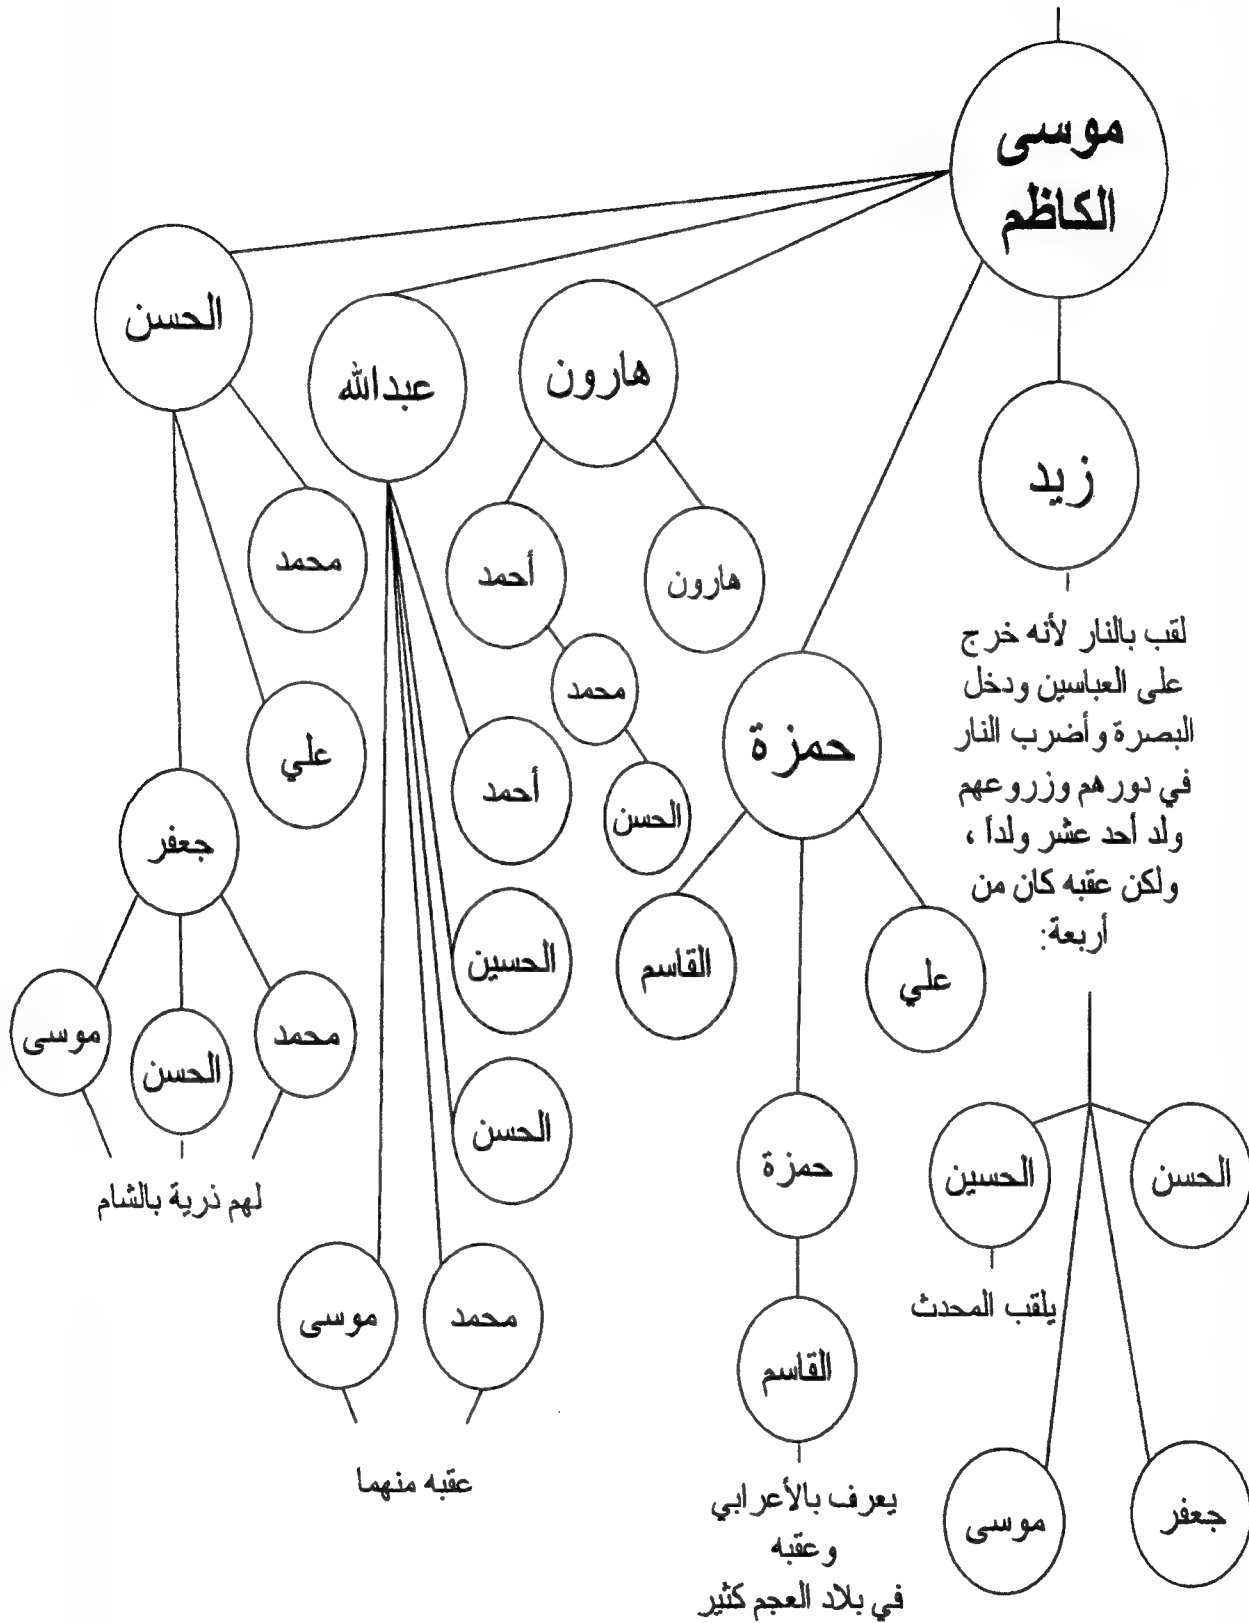 موسى
الكاظم
زيد
لقب بالنار لأنه خرج
على العباسين ودخل
البصرة وأضرب النار
في دورهم وزروعهم
ولد أحد عشر ولداً ،
ولكن عقبه كان من
أربعة:
الحسن
الحسين
يلقب المحدث
جعفر
موسى
حمزة
علي
حمزة
القاسم
يعرف بالأعرابي
وعقبه
في بلاد العجم كثير
القاسم
هارون
هارون
أحمد
محمد
الحسن
عبدالله
أحمد
الحسين
الحسن
محمد
موسى
عقبه منهما
الحسن
محمد
علي
جعفر
محمد
الحسن
موسى
لهم ذرية بالشام